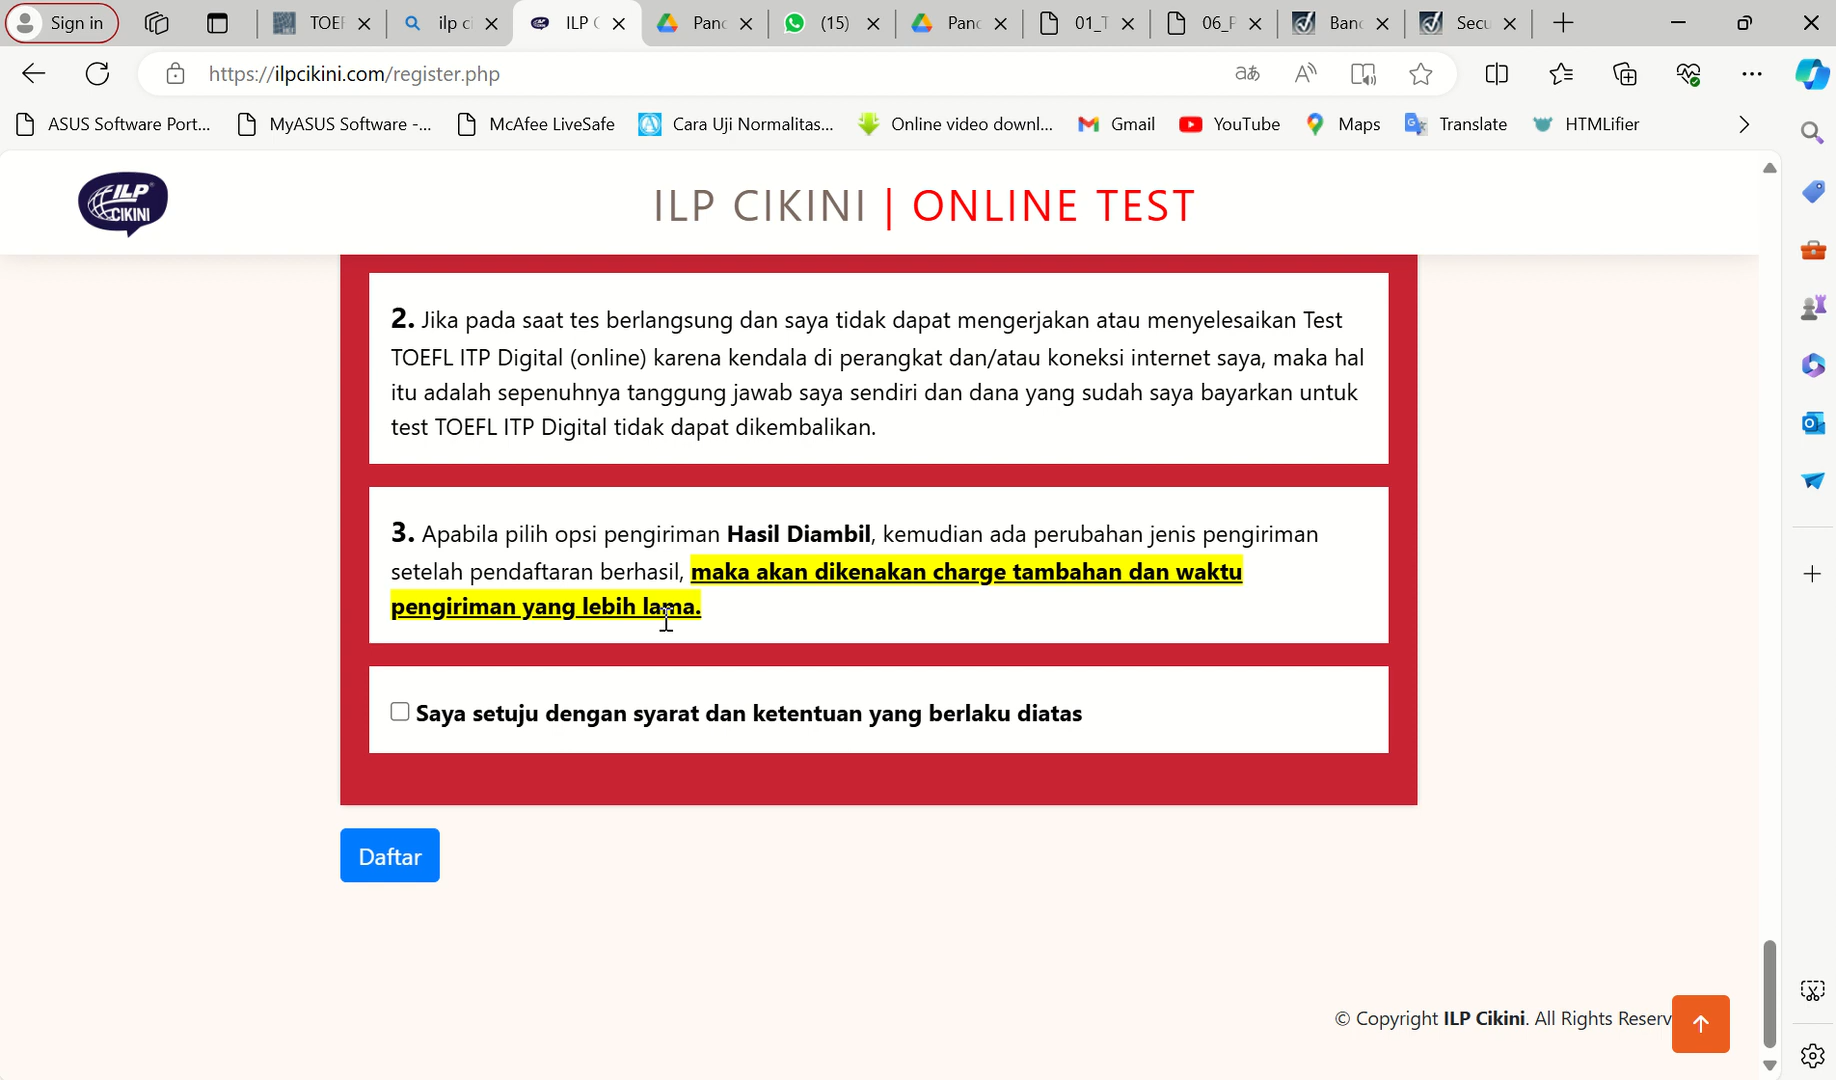 Sign in
TOEF
ilp ci
ILP C
Panc
(15)
Panc
01_T
06_P
Banc
Secu
https://ilpcikini.com/register.php
ASUS Software Port...
MyASUS Software -...
McAfee LiveSafe
Cara Uji Normalitas...
Online video downl...
Gmail
YouTube
Maps
Translate
HTMLifier
ILP CIKINI
ILP CIKINI | ONLINE TEST
2. Jika pada saat tes berlangsung dan saya tidak dapat mengerjakan atau menyelesaikan Test
TOEFL ITP Digital (online) karena kendala di perangkat dan/atau koneksi internet saya, maka hal
itu adalah sepenuhnya tanggung jawab saya sendiri dan dana yang sudah saya bayarkan untuk
test TOEFL ITP Digital tidak dapat dikembalikan.
3. Apabila pilih opsi pengiriman Hasil Diambil, kemudian ada perubahan jenis pengiriman
setelah pendaftaran berhasil, maka akan dikenakan charge tambahan dan waktu
pengiriman yang lebih lama.
Saya setuju dengan syarat dan ketentuan yang berlaku diatas
Daftar
© Copyright ILP Cikini. All Rights Reserv